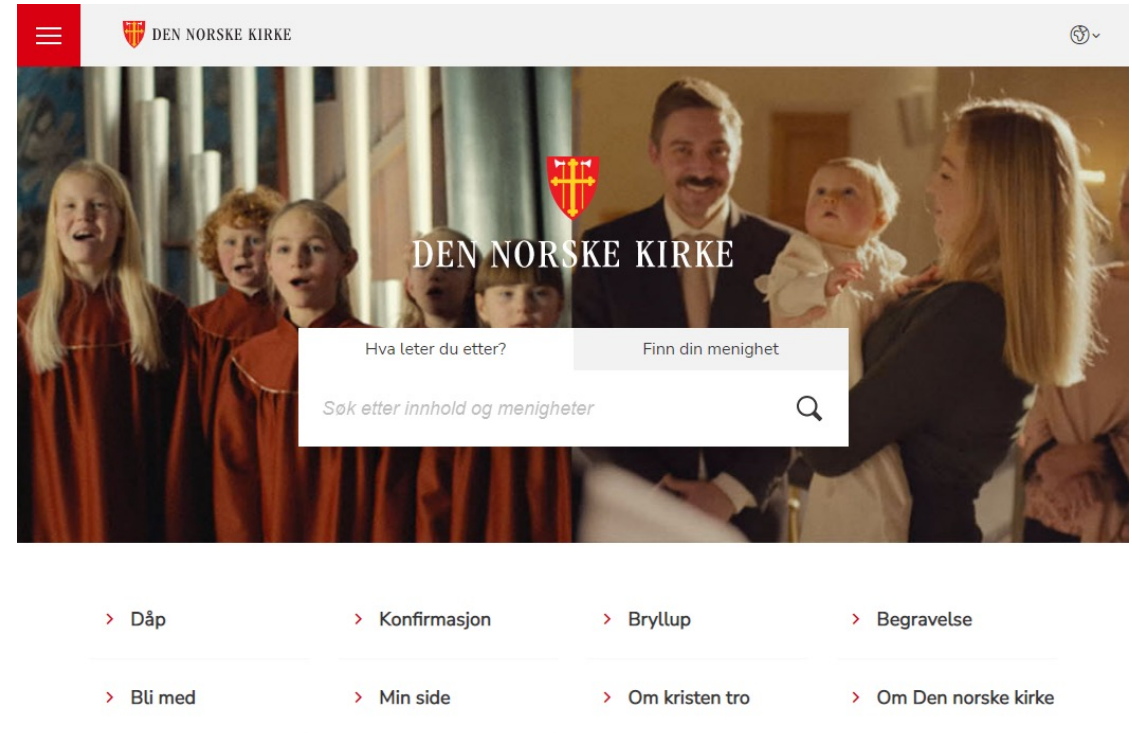 DEN NORSKE KIRKE
DEN NORSKE KIRKE
Hva leter du etter?
Finn din menighet
Søk etter innhold og menigheter
Dåp
Konfirmasjon
Bryllup
Begravelse
Bli med
Min side
Om kristen tro
Om Den norske kirke